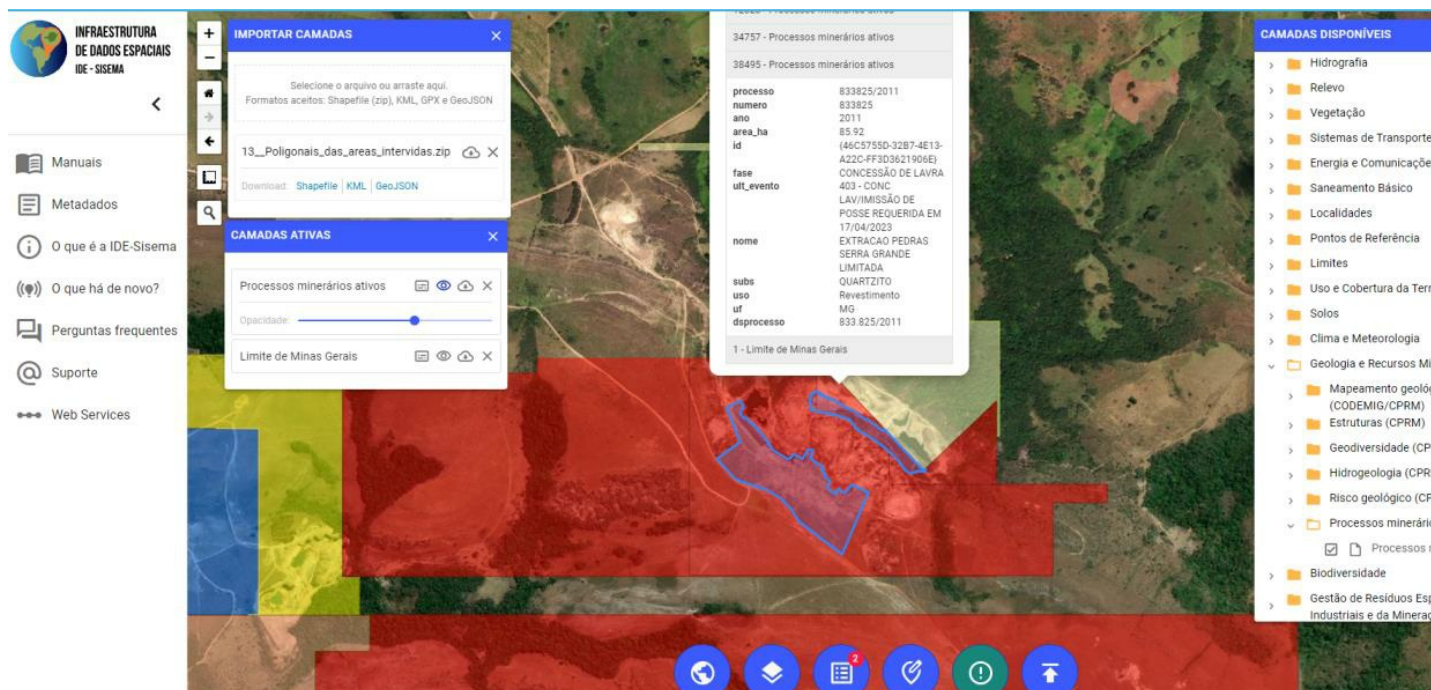 INFRAESTRUTURA
DE DADOS ESPACIAIS
IDE - SISEMA
Manuais
Metadados
O que é a IDE-Sisema
O que há de novo?
Perguntas frequentes
Suporte
Web Services
IMPORTAR CAMADAS
Selecione o arquivo ou arraste aqui.
Formatos aceitos: Shapefile (zip), KML, GPX e GeoJSON
13__Poligonais_das_areas_intervidas.zip
Download: Shapefile KML GeoJSON
CAMADAS ATIVAS
Processos minerários ativos
Opacidade:
Limite de Minas Gerais
34757 - Processos minerários ativos
38495 - Processos minerários ativos
processo 833825/2011
numero 833825
ano 2011
area_ha 85.92
id {46C5755D-32B7-4E13-
A22C-FF3D3621906E}
fase CONCESSÃO DE LAVRA
ult_evento 403 - CONC
LAV/IMISSÃO DE
POSSE REQUERIDA EM
17/04/2023
nome EXTRACAO PEDRAS
SERRA GRANDE
LIMITADA
subs QUARTZITO
uso Revestimento
uf MG
dsprocesso 833.825/2011
1 - Limite de Minas Gerais
2
CAMADAS DISPONÍVEIS
Hidrografia
Relevo
Vegetação
Sistemas de Transporte
Energia e Comunicaçõe
Saneamento Básico
Localidades
Pontos de Referência
Limites
Uso e Cobertura da Terr
Solos
Clima e Meteorologia
Geologia e Recursos Mi
Mapeamento geológ
(CODEMIG/CPRM)
Estruturas (CPRM)
Geodiversidade (CP
Hidrogeologia (CPR
Risco geológico (CP
Processos minerário
Processos
Biodiversidade
Gestão de Resíduos Esp
Industriais e da Mineraç